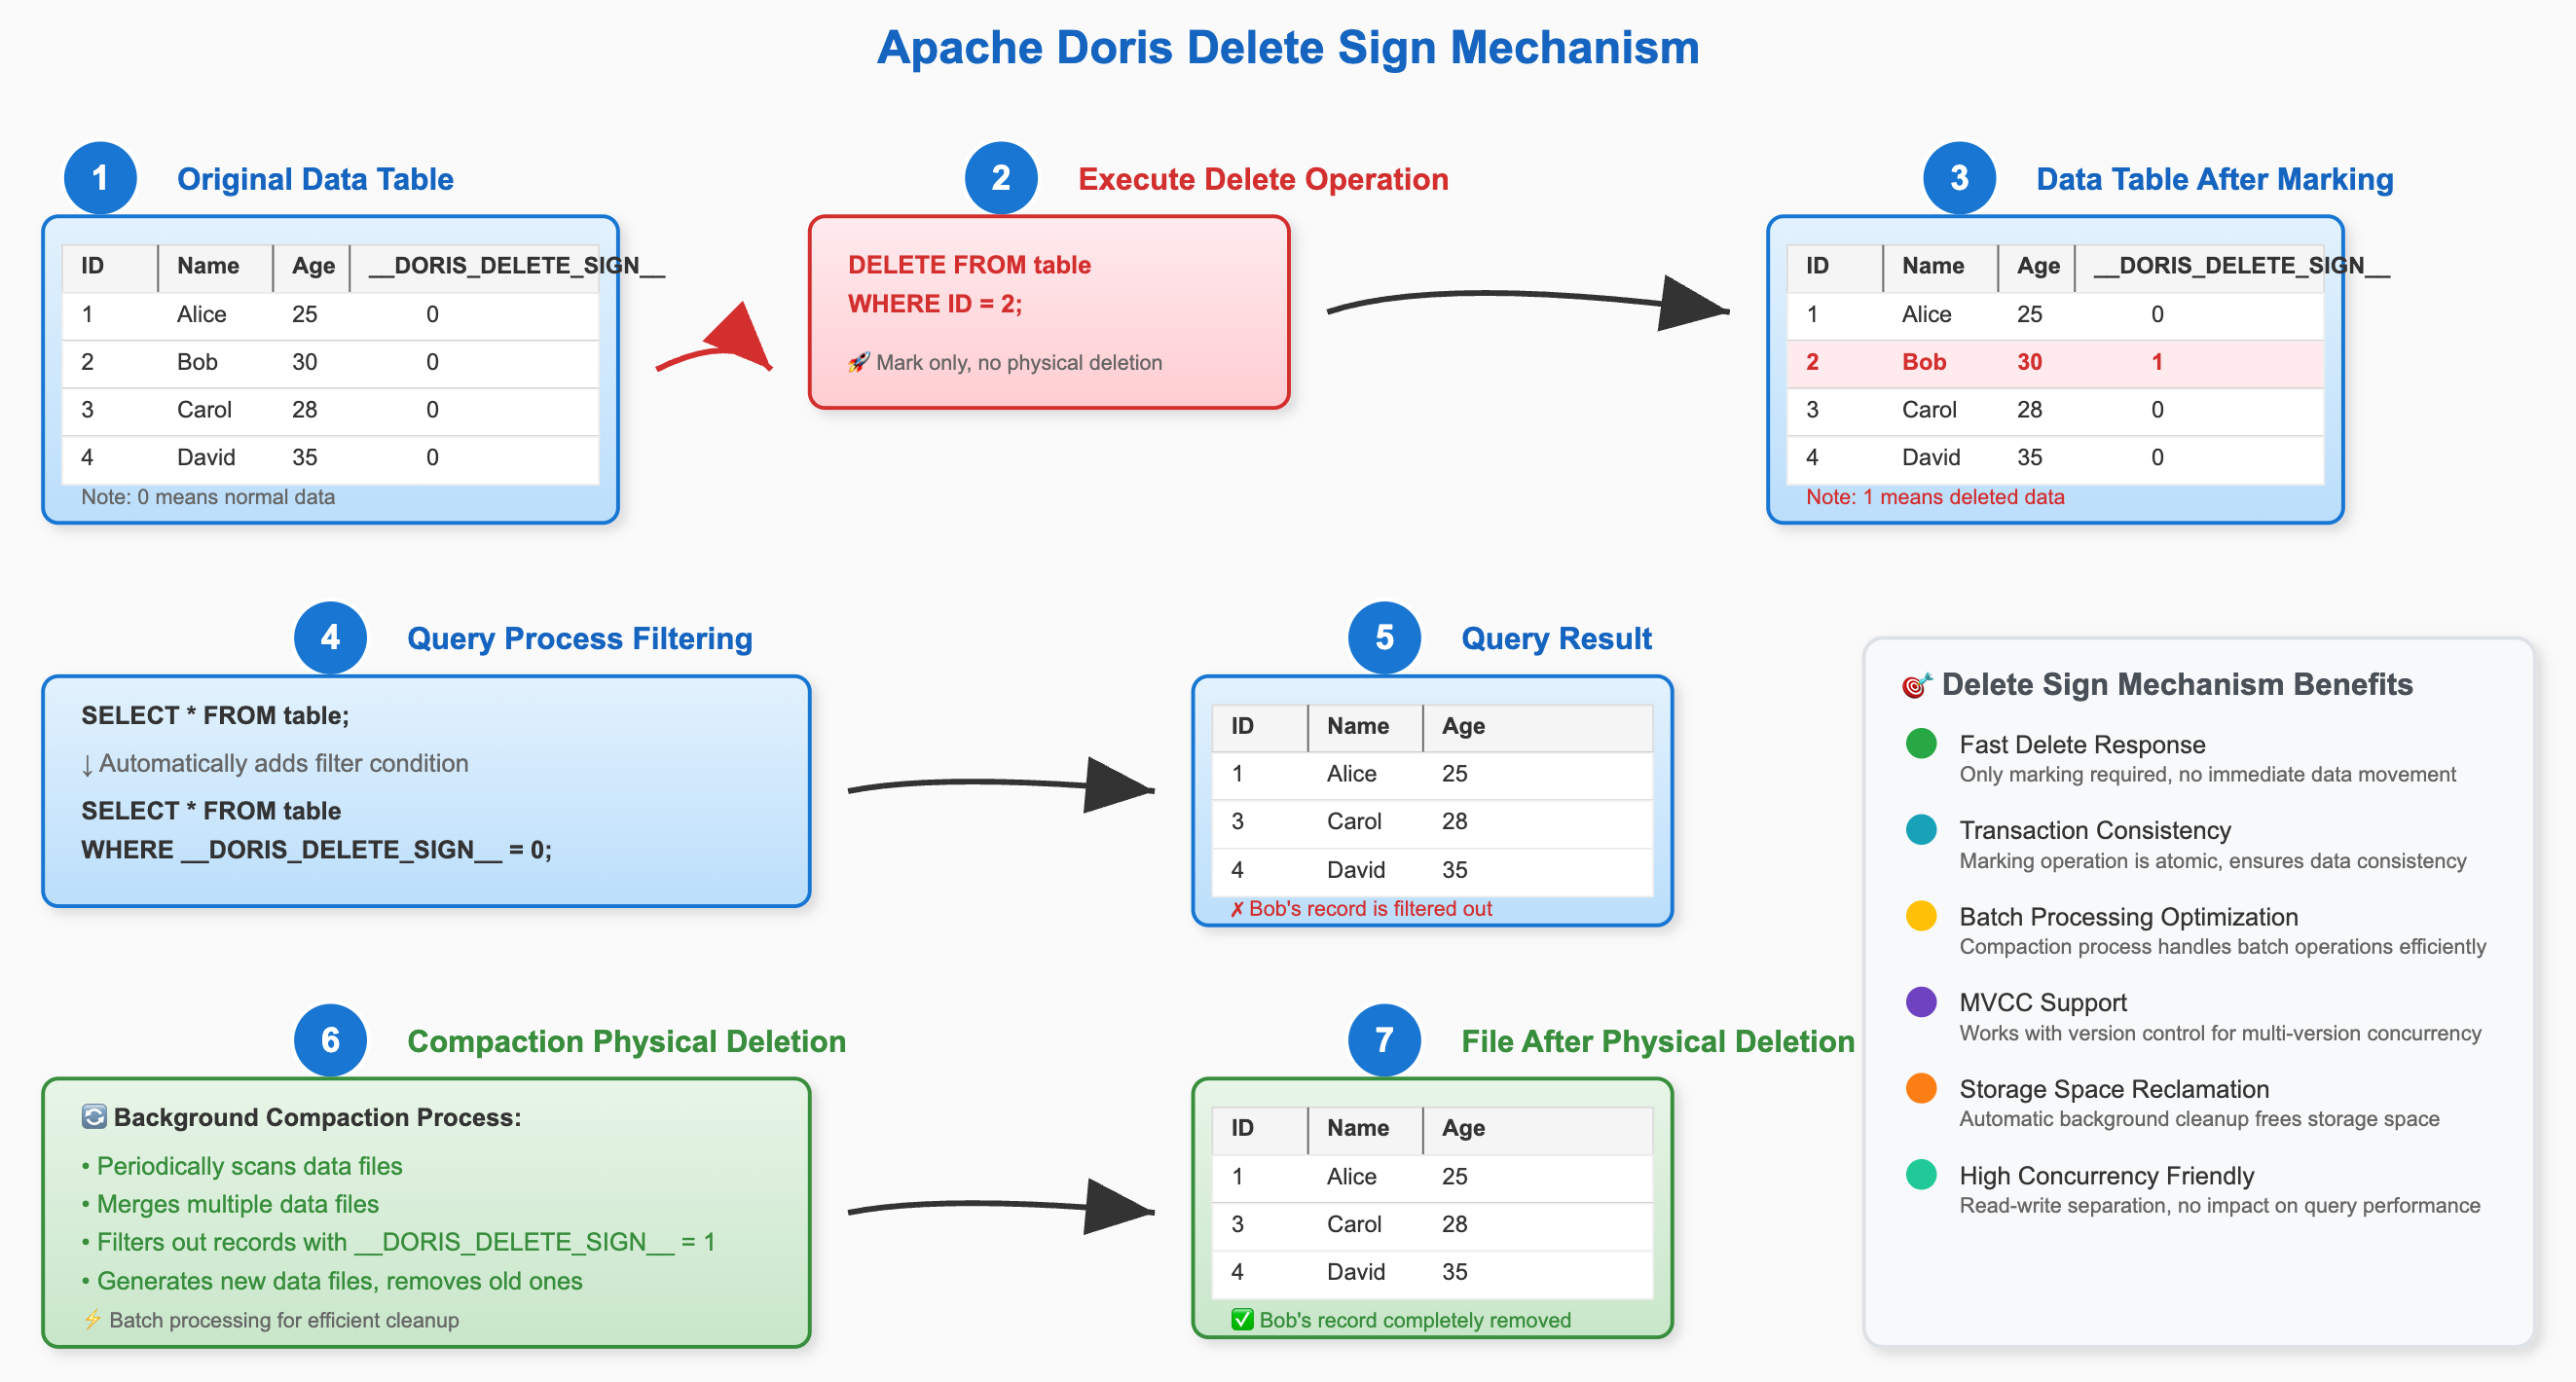 Apache Doris Delete Sign Mechanism
1
Original Data Table
ID Name Age __DORIS_DELETE_SIGN__
1 Alice 25 0
2 Bob 30 0
3 Carol 28 0
4 David 35 0
Note: 0 means normal data
2
Execute Delete Operation
DELETE FROM table
WHERE ID = 2;
🚀 Mark only, no physical deletion
3
Data Table After Marking
ID Name Age __DORIS_DELETE_SIGN__
1 Alice 25 0
2 Bob 30 1
3 Carol 28 0
4 David 35 0
Note: 1 means deleted data
4
Query Process Filtering
SELECT * FROM table;
↓ Automatically adds filter condition
SELECT * FROM table
WHERE __DORIS_DELETE_SIGN__ = 0;
5
Query Result
ID Name Age
1 Alice 25
3 Carol 28
4 David 35
✗ Bob's record is filtered out
6
Compaction Physical Deletion
🔄 Background Compaction Process:
• Periodically scans data files
• Merges multiple data files
• Filters out records with __DORIS_DELETE_SIGN__ = 1
• Generates new data files, removes old ones
⚡ Batch processing for efficient cleanup
7
File After Physical Deletion
ID Name Age
1 Alice 25
3 Carol 28
4 David 35
✅ Bob's record completely removed
🎯 Delete Sign Mechanism Benefits
Fast Delete Response
Only marking required, no immediate data movement
Transaction Consistency
Marking operation is atomic, ensures data consistency
Batch Processing Optimization
Compaction process handles batch operations efficiently
MVCC Support
Works with version control for multi-version concurrency
Storage Space Reclamation
Automatic background cleanup frees storage space
High Concurrency Friendly
Read-write separation, no impact on query performance